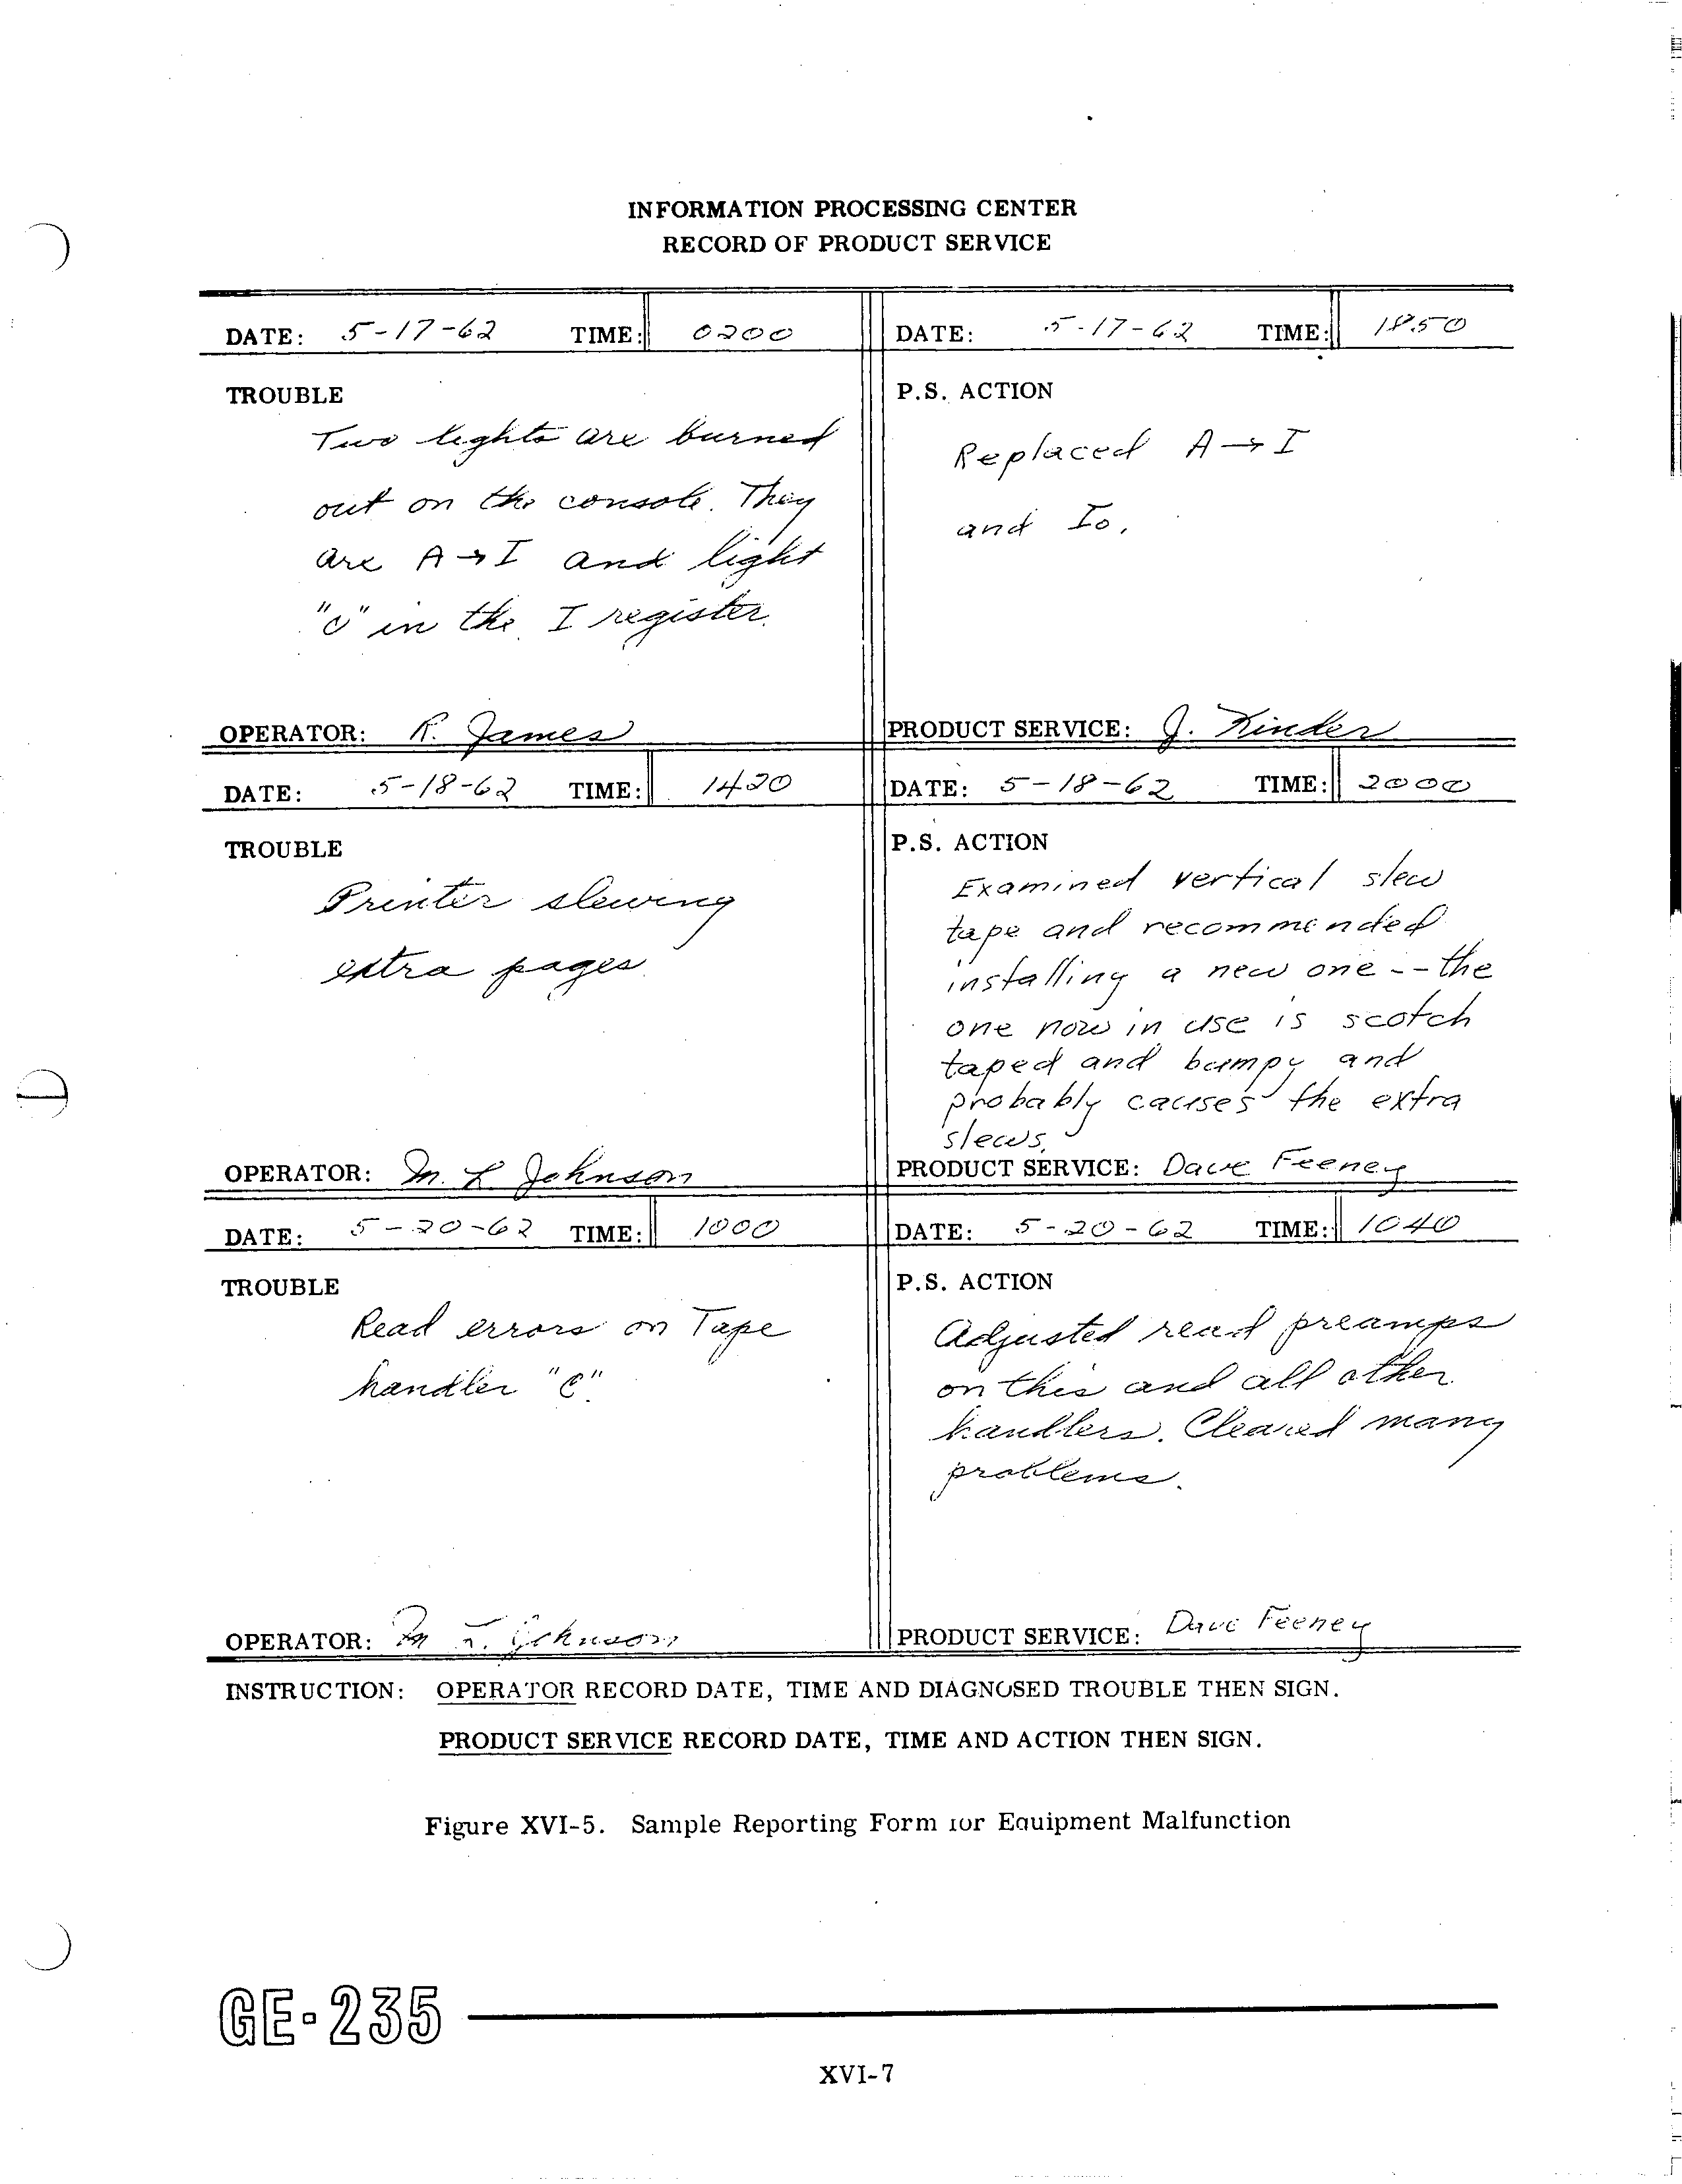 INFORMATION PROCESSING CENTER
RECORD OF PRODUCT SERVICE
DATE: 5-17-62 TIME: 0200
TROUBLE
Two lights are burned
out on the console. They
are A→I and light
"0" in the I register.
OPERATOR: R. James
DATE: 5-17-62 TIME: 1850
P.S. ACTION
Replaced A→I
and Io.
PRODUCT SERVICE: J. Kinder
DATE: 5-18-62 TIME: 1420
TROUBLE
Printer slewing
extra pages
OPERATOR: M. L Johnson
DATE: 5-18-62 TIME: 2000
P.S. ACTION
Examined vertical slew
tape and recommended
installing a new one -- the
one now in use is scotch
taped and bumpy and
probably causes the extra
slews.
PRODUCT SERVICE: Dave Feeney
DATE: 5-20-62 TIME: 1000
TROUBLE
Read errors on Tape
handler "C".
OPERATOR: M L. Johnson
DATE: 5-20-62 TIME: 1040
P.S. ACTION
Adjusted read preamps
on this and all other
handlers. Cleared many
problems.
PRODUCT SERVICE: Dave Feeney
INSTRUCTION: OPERATOR RECORD DATE, TIME AND DIAGNOSED TROUBLE THEN SIGN.
PRODUCT SERVICE RECORD DATE, TIME AND ACTION THEN SIGN.
Figure XVI-5. Sample Reporting Form for Equipment Malfunction
GE-235
XVI-7